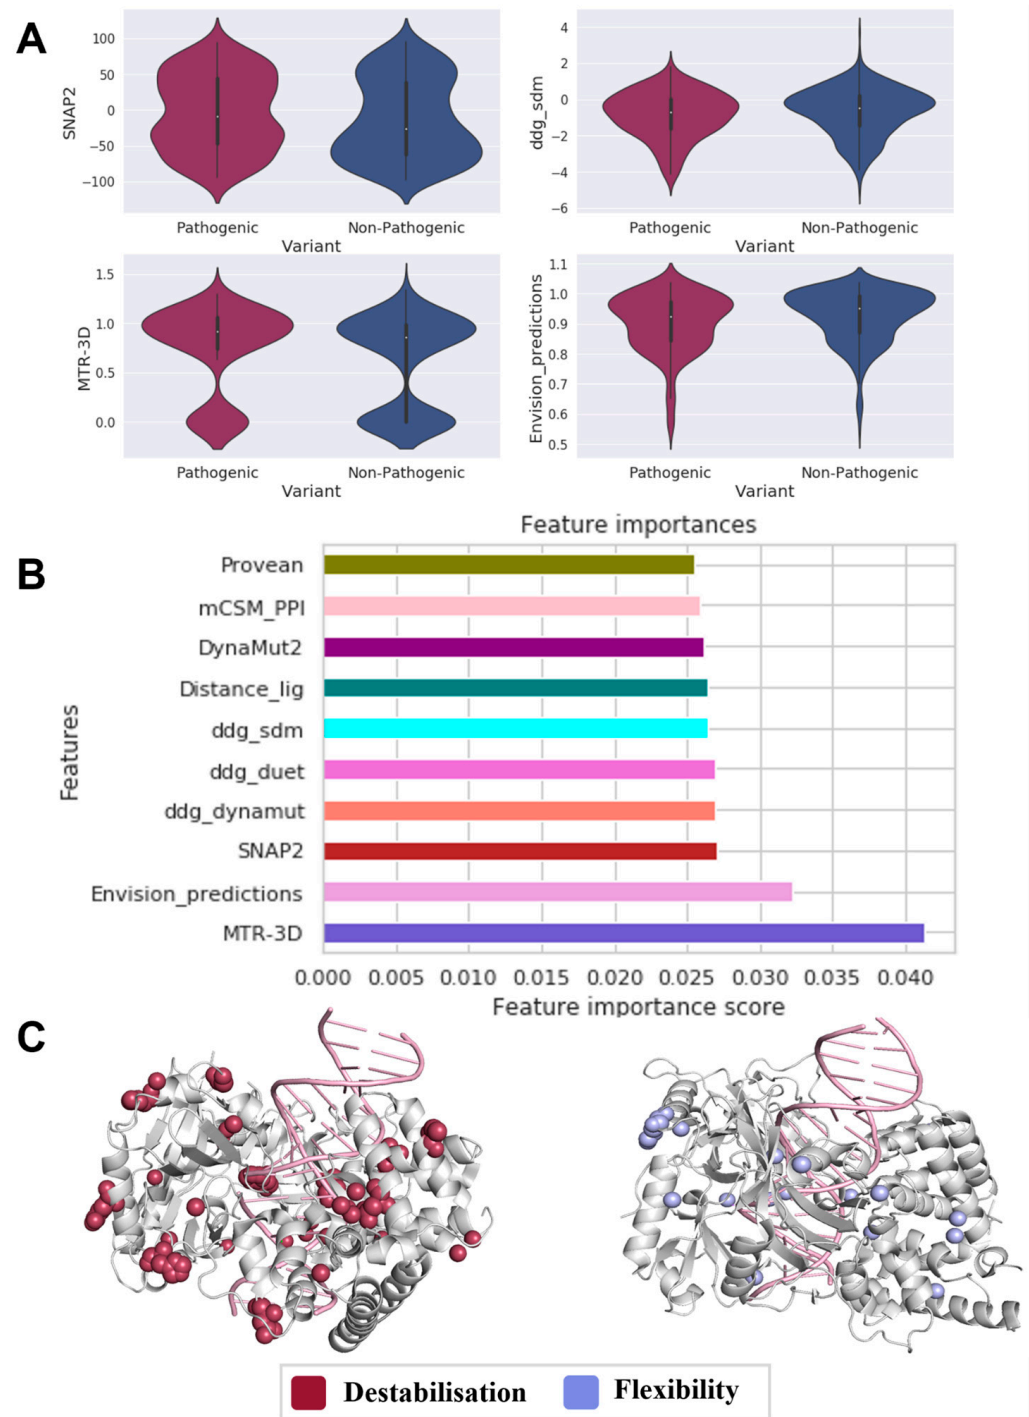 A
SNAP2
100
50
0
−50
−100
Pathogenic Non-Pathogenic
Variant
ddg_sdm
4
2
0
−2
−4
−6
Pathogenic Non-Pathogenic
Variant
MTR-3D
1.5
1.0
0.5
0.0
Pathogenic Non-Pathogenic
Variant
Envision_predictions
1.1
1.0
0.9
0.8
0.7
0.6
0.5
Pathogenic Non-Pathogenic
Variant
B
Feature importances
Features
Provean
mCSM_PPI
DynaMut2
Distance_lig
ddg_sdm
ddg_duet
ddg_dynamut
SNAP2
Envision_predictions
MTR-3D
0.000 0.005 0.010 0.015 0.020 0.025 0.030 0.035 0.040
Feature importance score
C
Destabilisation Flexibility